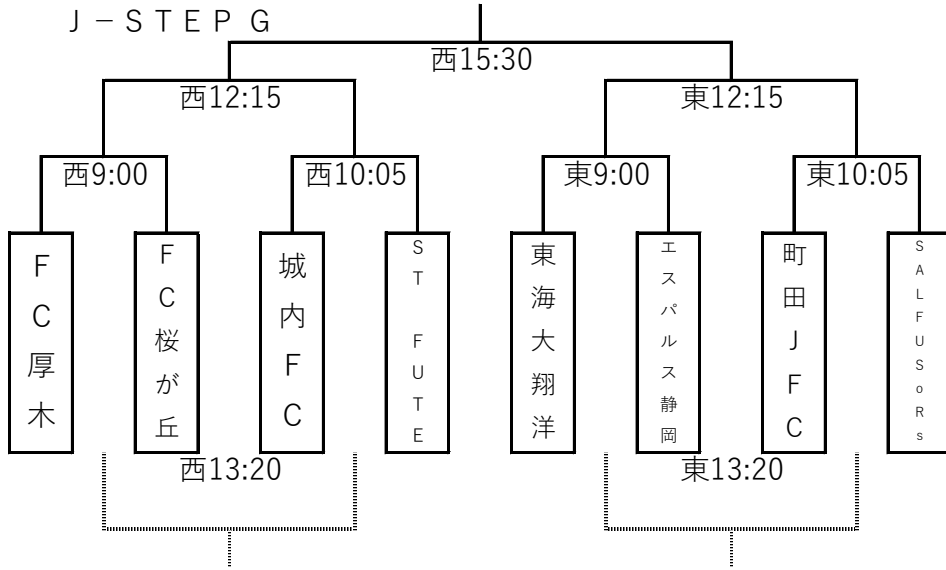 J－STEP G
西15:30
西12:15
東12:15
西9:00
西10:05
東9:00
東10:05
FC厚木
FC桜が丘
城内FC
ST FUTE
東海大翔洋
エスパルス静岡
町田JFC
SALFUSoRs
西13:20
東13:20